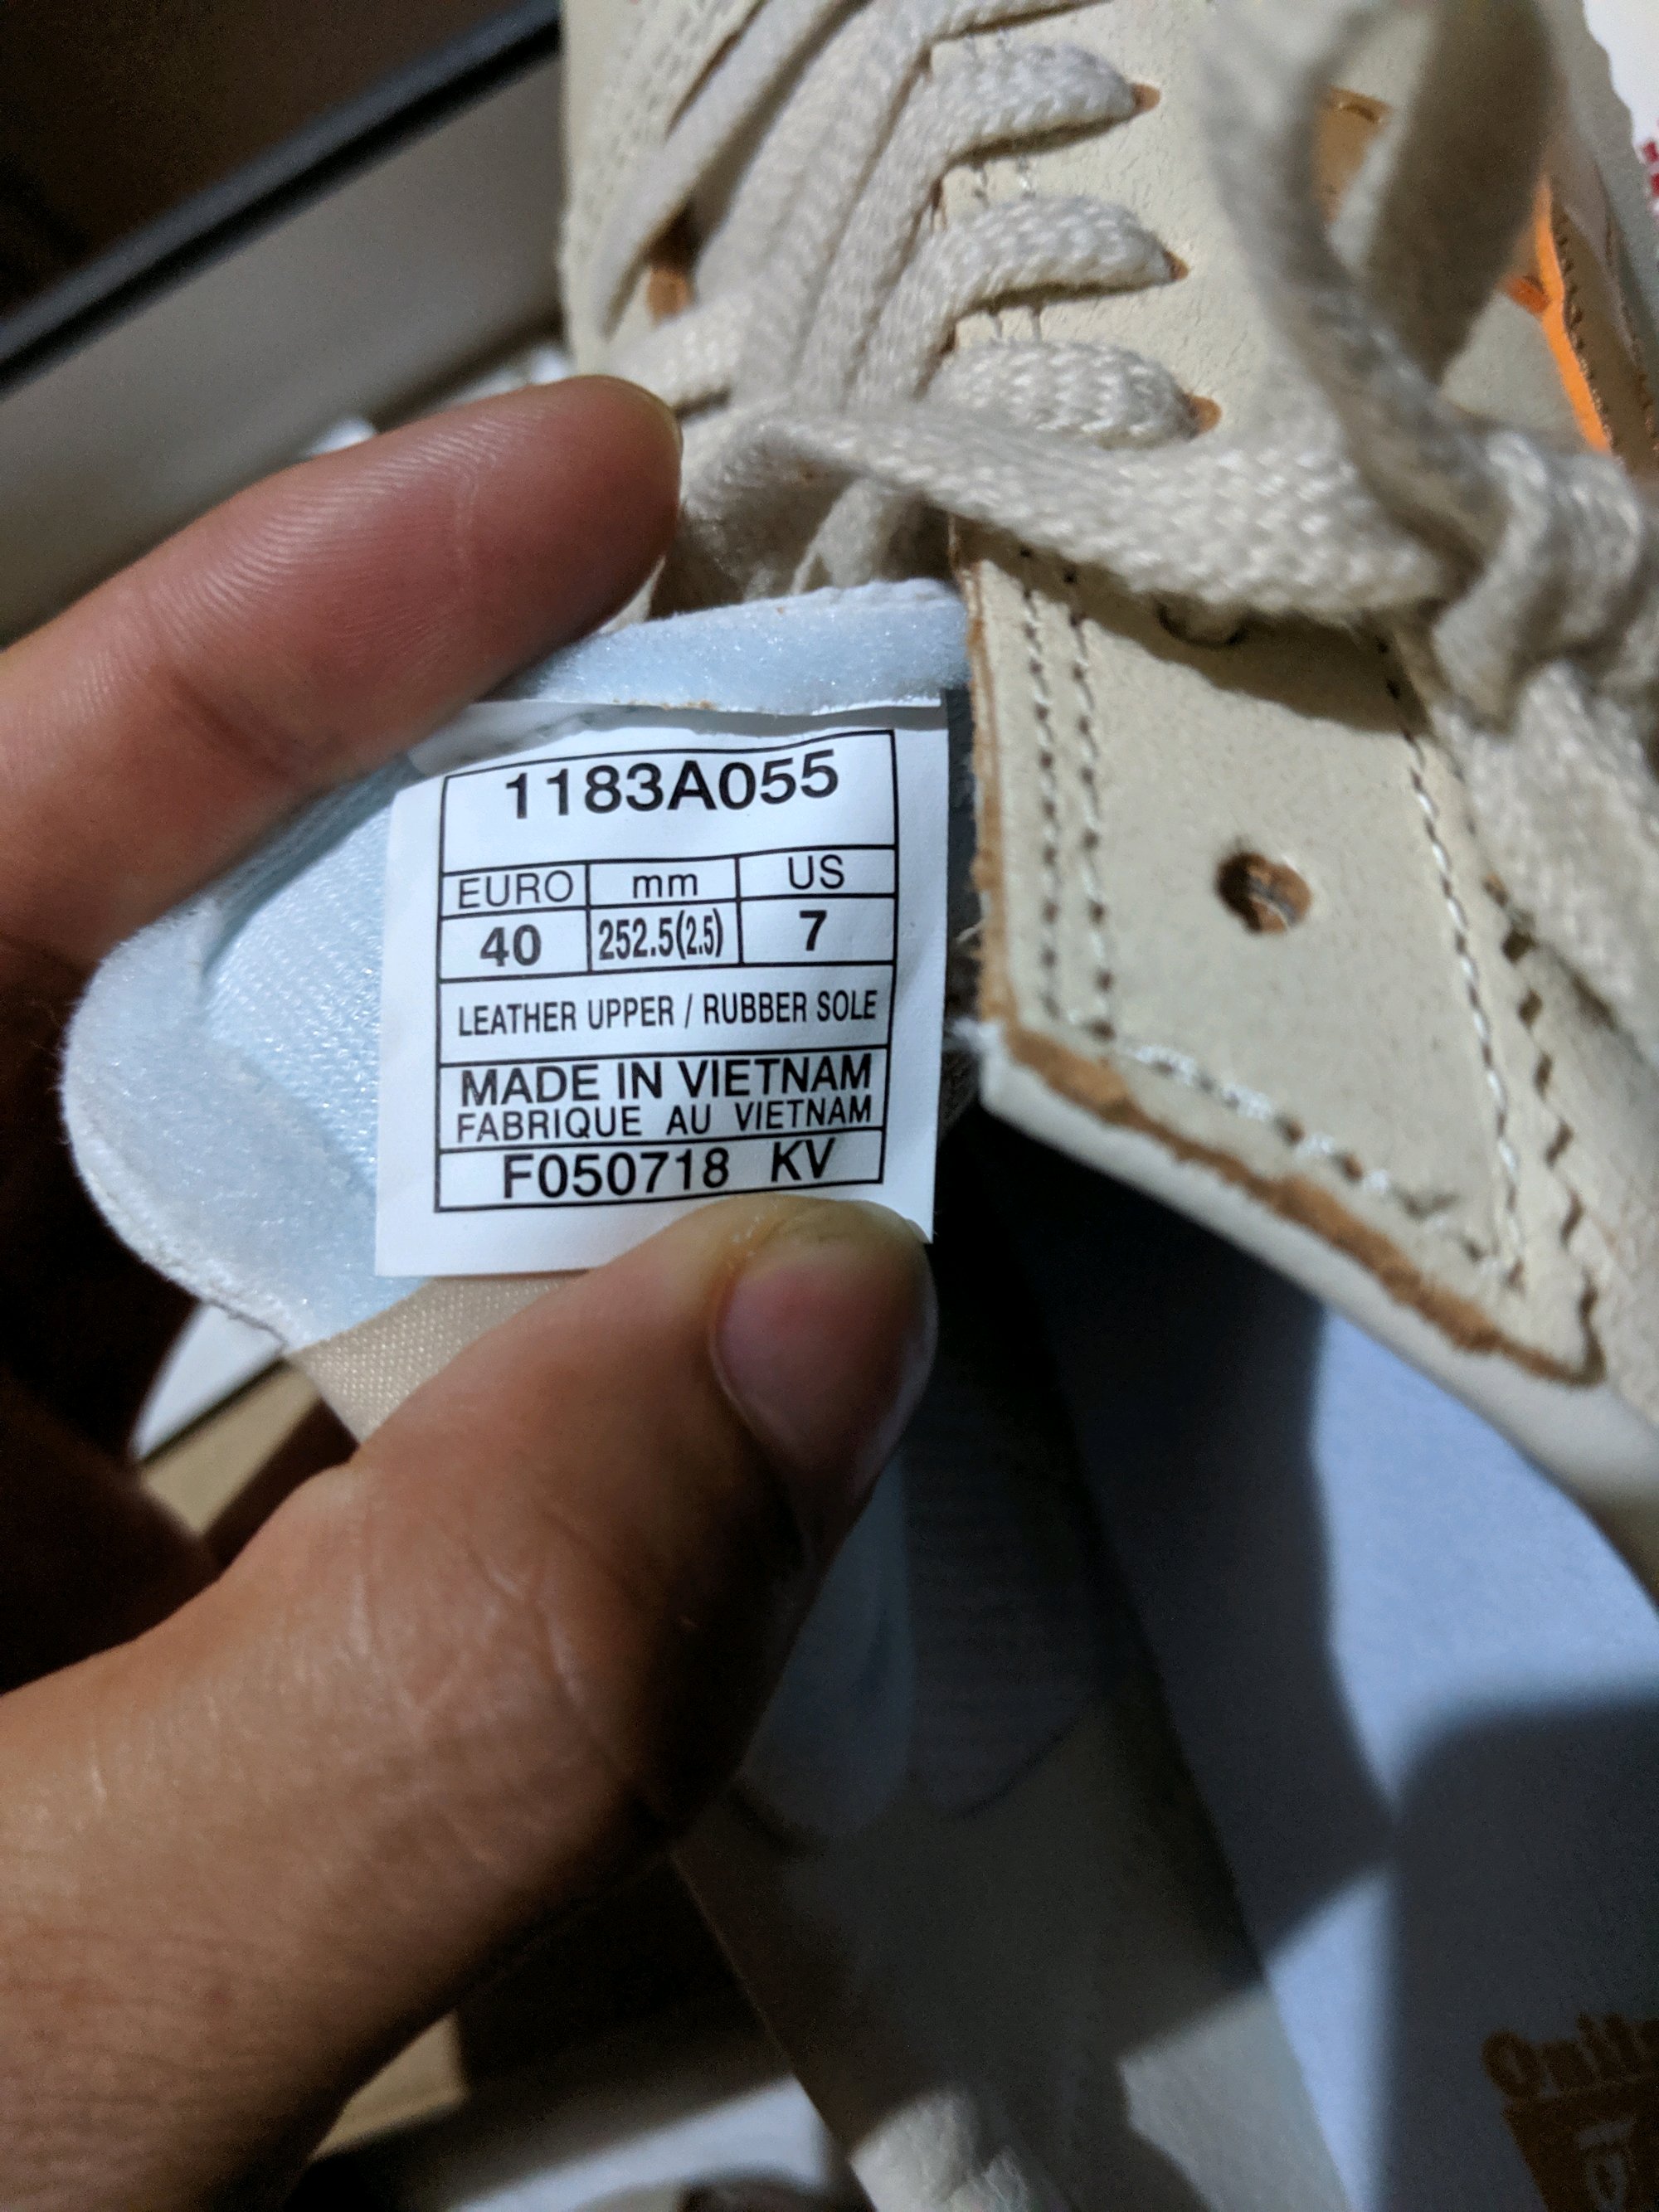 1183A055
EURO mm US
40 252.5(2.5) 7
LEATHER UPPER / RUBBER SOLE
MADE IN VIETNAM
FABRIQUE AU VIETNAM
F050718 KV